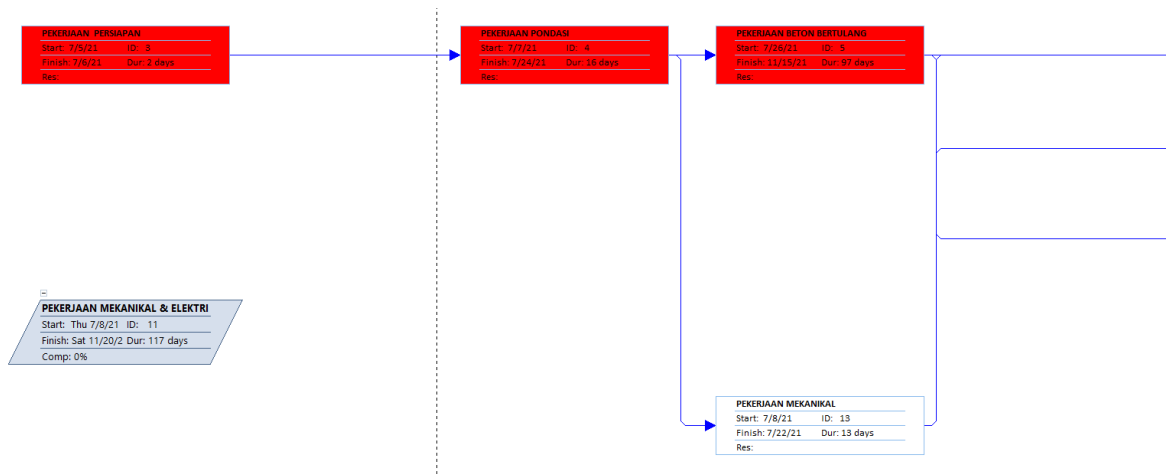 PEKERJAAN PERSIAPAN
Start: 7/5/21 ID: 3
Finish: 7/6/21 Dur: 2 days
Res:
PEKERJAAN PONDASI
Start: 7/7/21 ID: 4
Finish: 7/24/21 Dur: 16 days
Res:
PEKERJAAN BETON BERTULANG
Start: 7/26/21 ID: 5
Finish: 11/15/21 Dur: 97 days
Res:
PEKERJAAN MEKANIKAL & ELEKTRI
Start: Thu 7/8/21 ID: 11
Finish: Sat 11/20/2 Dur: 117 days
Comp: 0%
PEKERJAAN MEKANIKAL
Start: 7/8/21 ID: 13
Finish: 7/22/21 Dur: 13 days
Res: